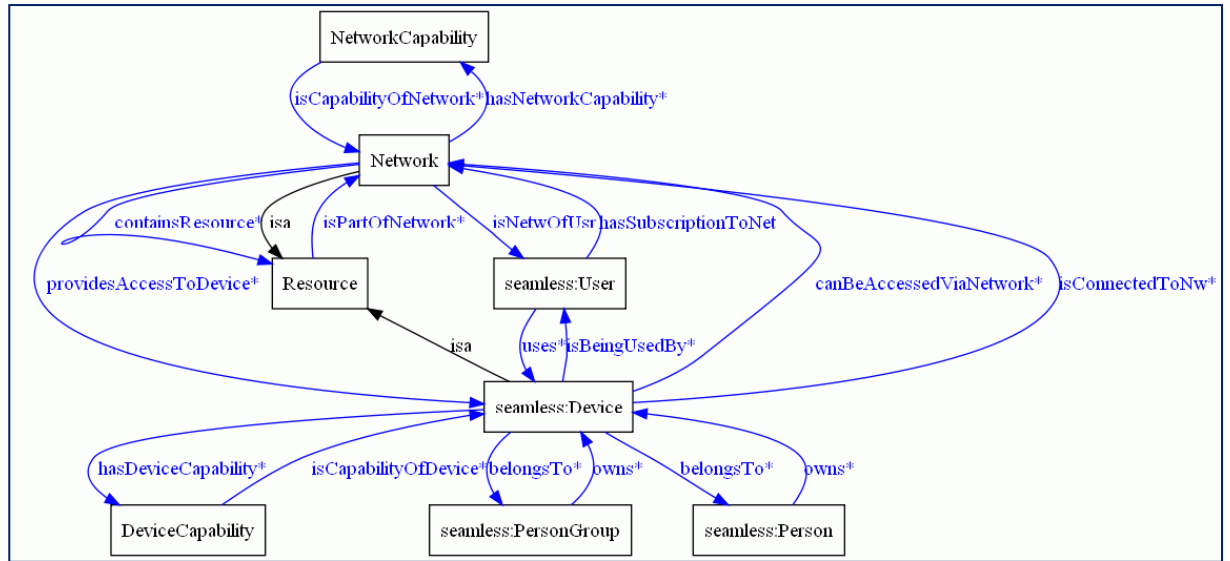 NetworkCapability
isCapabilityOfNetwork* hasNetworkCapability*
Network
containsResource* isa isPartOfNetwork* isNetwOfUsr hasSubscriptionToNet
providesAccessToDevice* Resource seamless:User canBeAccessedViaNetwork* isConnectedToNw*
isa uses* isBeingUsedBy*
seamless:Device
hasDeviceCapability* isCapabilityOfDevice* belongsTo* owns* belongsTo* owns*
DeviceCapability seamless:PersonGroup seamless:Person